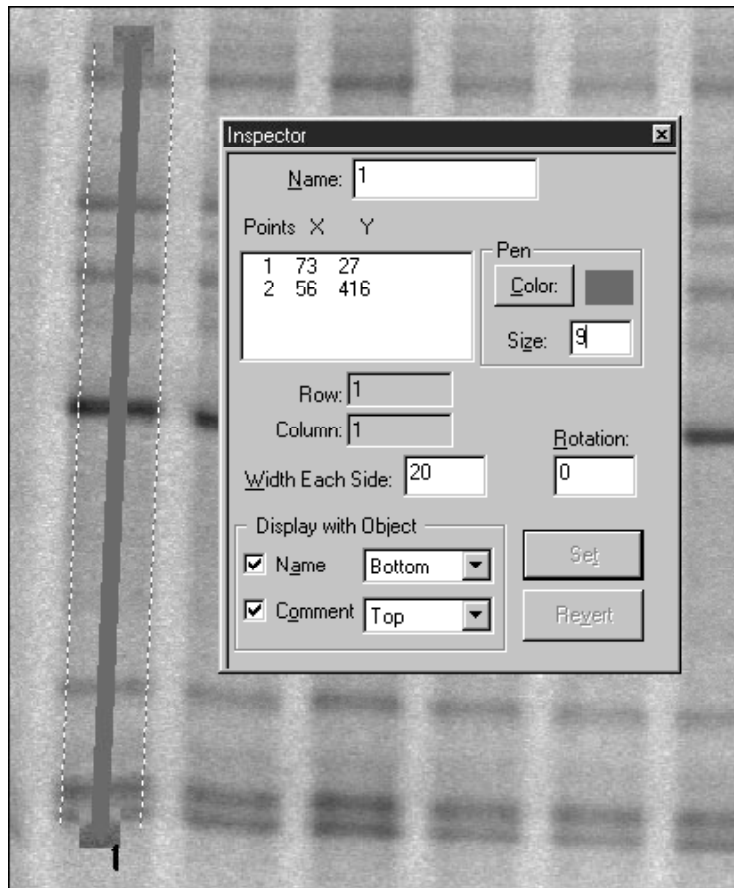 Inspector
Name: 1
Points X Y
1 73 27
2 56 416
Pen
Color:
Size: 9
Row: 1
Column: 1
Width Each Side: 20
Rotation:
0
Display with Object
Name Bottom
Comment Top
Set
Revert
1